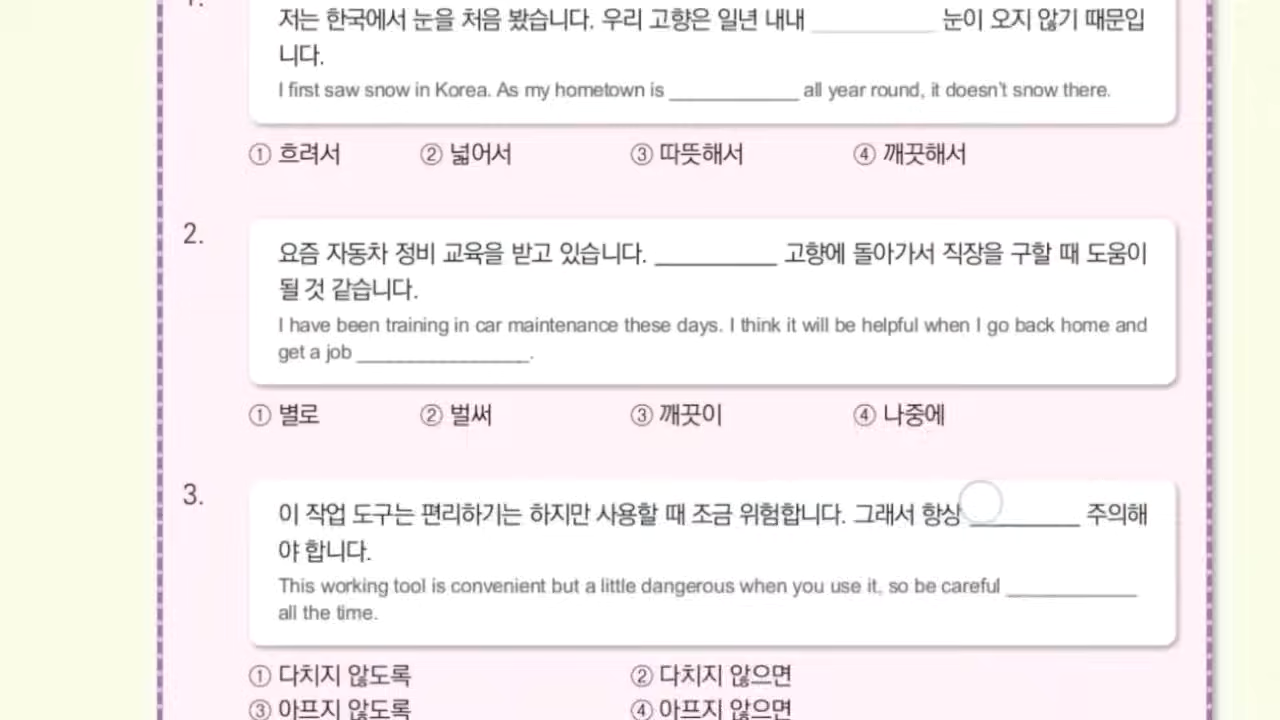 저는 한국에서 눈을 처음 봤습니다. 우리 고향은 일년 내내 __________ 눈이 오지 않기 때문입
니다.
I first saw snow in Korea. As my hometown is ____________ all year round, it doesn't snow there.
① 흐려서 ② 넓어서 ③ 따뜻해서 ④ 깨끗해서
2.
요즘 자동차 정비 교육을 받고 있습니다. __________ 고향에 돌아가서 직장을 구할 때 도움이
될 것 같습니다.
I have been training in car maintenance these days. I think it will be helpful when I go back home and
get a job ________________.
① 별로 ② 벌써 ③ 깨끗이 ④ 나중에
3.
이 작업 도구는 편리하기는 하지만 사용할 때 조금 위험합니다. 그래서 항상 _________ 주의해
야 합니다.
This working tool is convenient but a little dangerous when you use it, so be careful ____________
all the time.
① 다치지 않도록 ② 다치지 않으면
③ 아프지 않도록 ④ 아프지 않으면